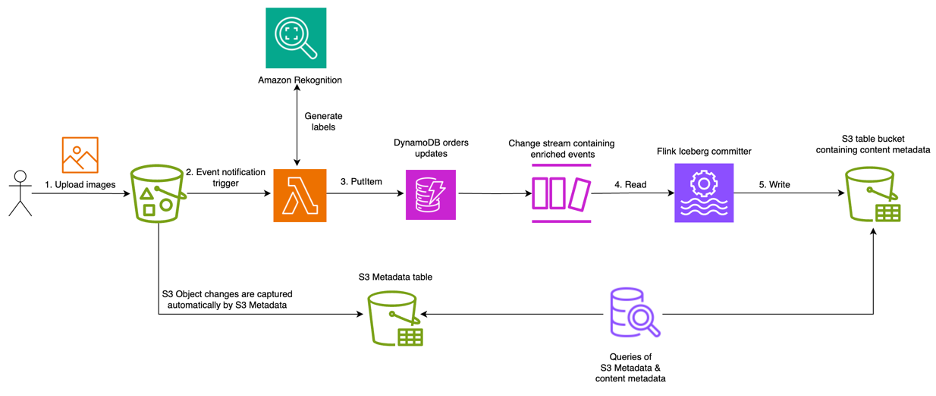 Amazon Rekognition
Generate
labels
1. Upload images
2. Event notification
trigger
3. PutItem
DynamoDB orders
updates
Change stream containing
enriched events
4. Read
Flink Iceberg committer
5. Write
S3 table bucket
containing content metadata
S3 Object changes are captured
automatically by S3 Metadata
S3 Metadata table
Queries of
S3 Metadata &
content metadata